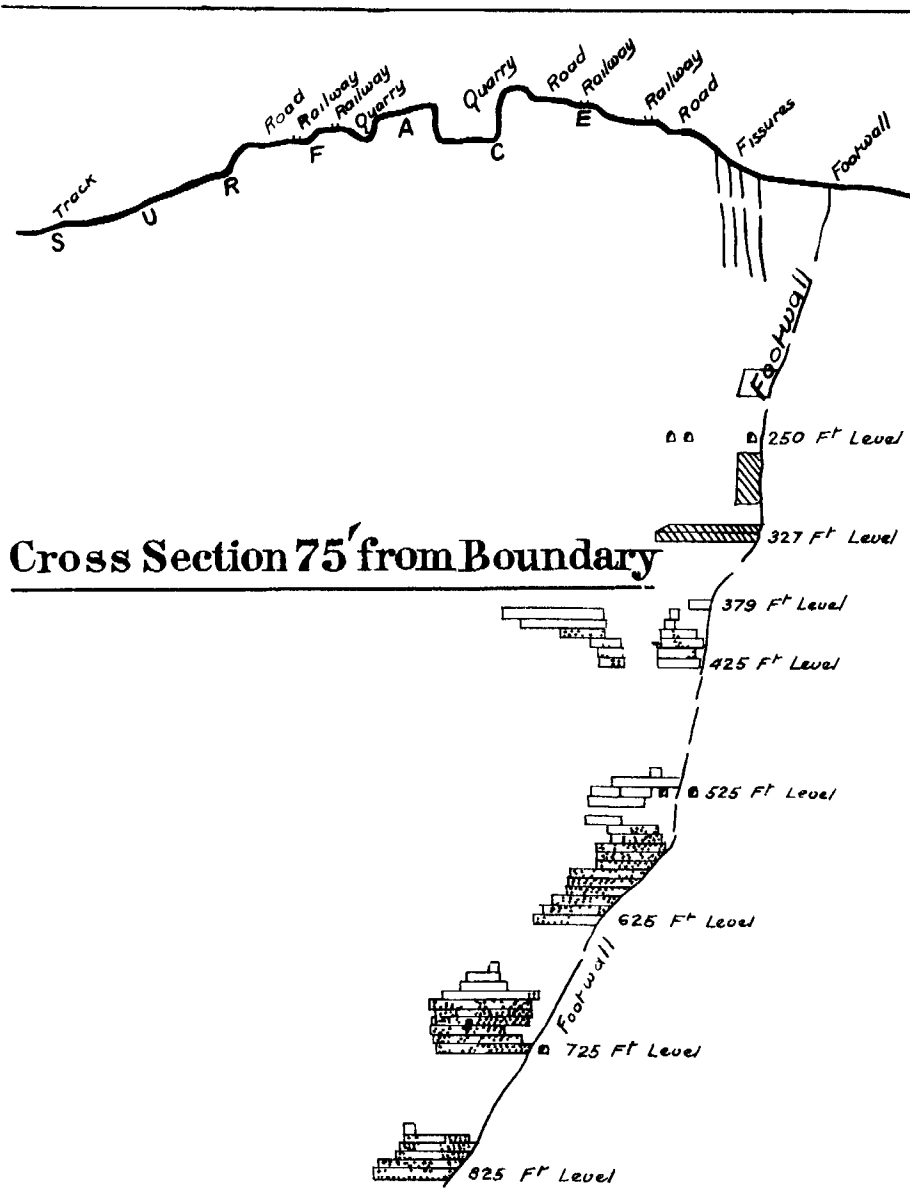 Road
Railway
Railway
Quarry
Quarry
Road
Railway
Railway
Road
Fissures
Footwall
Track
S
U
R
F
A
C
E
Footwall
250 Ft Level
327 Ft Level
Cross Section 75' from Boundary
379 Ft Level
425 Ft Level
525 Ft Level
625 Ft Level
Footwall
725 Ft Level
825 Ft Level